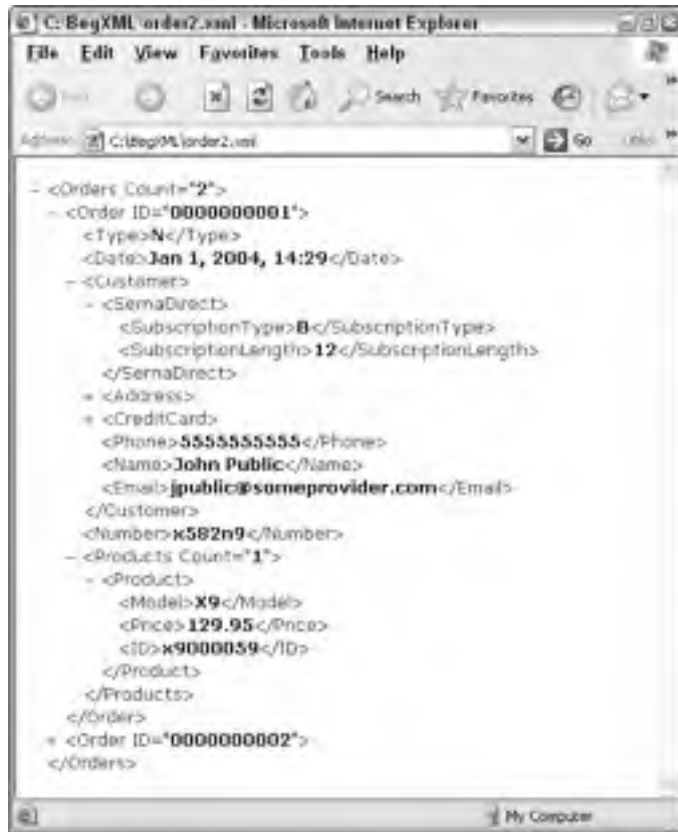 C:\BegXML\order2.xml - Microsoft Internet Explorer
File Edit View Favorites Tools Help
Search Favorites
Address C:\BegXML\order2.xml Go Links »
- <Orders Count="2">
- <Order ID="0000000001">
<Type>N</Type>
<Date>Jan 1, 2004, 14:29</Date>
- <Customer>
- <SernaDirect>
<SubscriptionType>B</SubscriptionType>
<SubscriptionLength>12</SubscriptionLength>
</SernaDirect>
+ <Address>
+ <CreditCard>
<Phone>5555555555</Phone>
<Name>John Public</Name>
<Email>jpublic@someprovider.com</Email>
</Customer>
<Number>x582n9</Number>
- <Products Count="1">
- <Product>
<Model>X9</Model>
<Price>129.95</Price>
<ID>x9000059</ID>
</Product>
</Products>
</Order>
+ <Order ID="0000000002">
</Orders>
My Computer